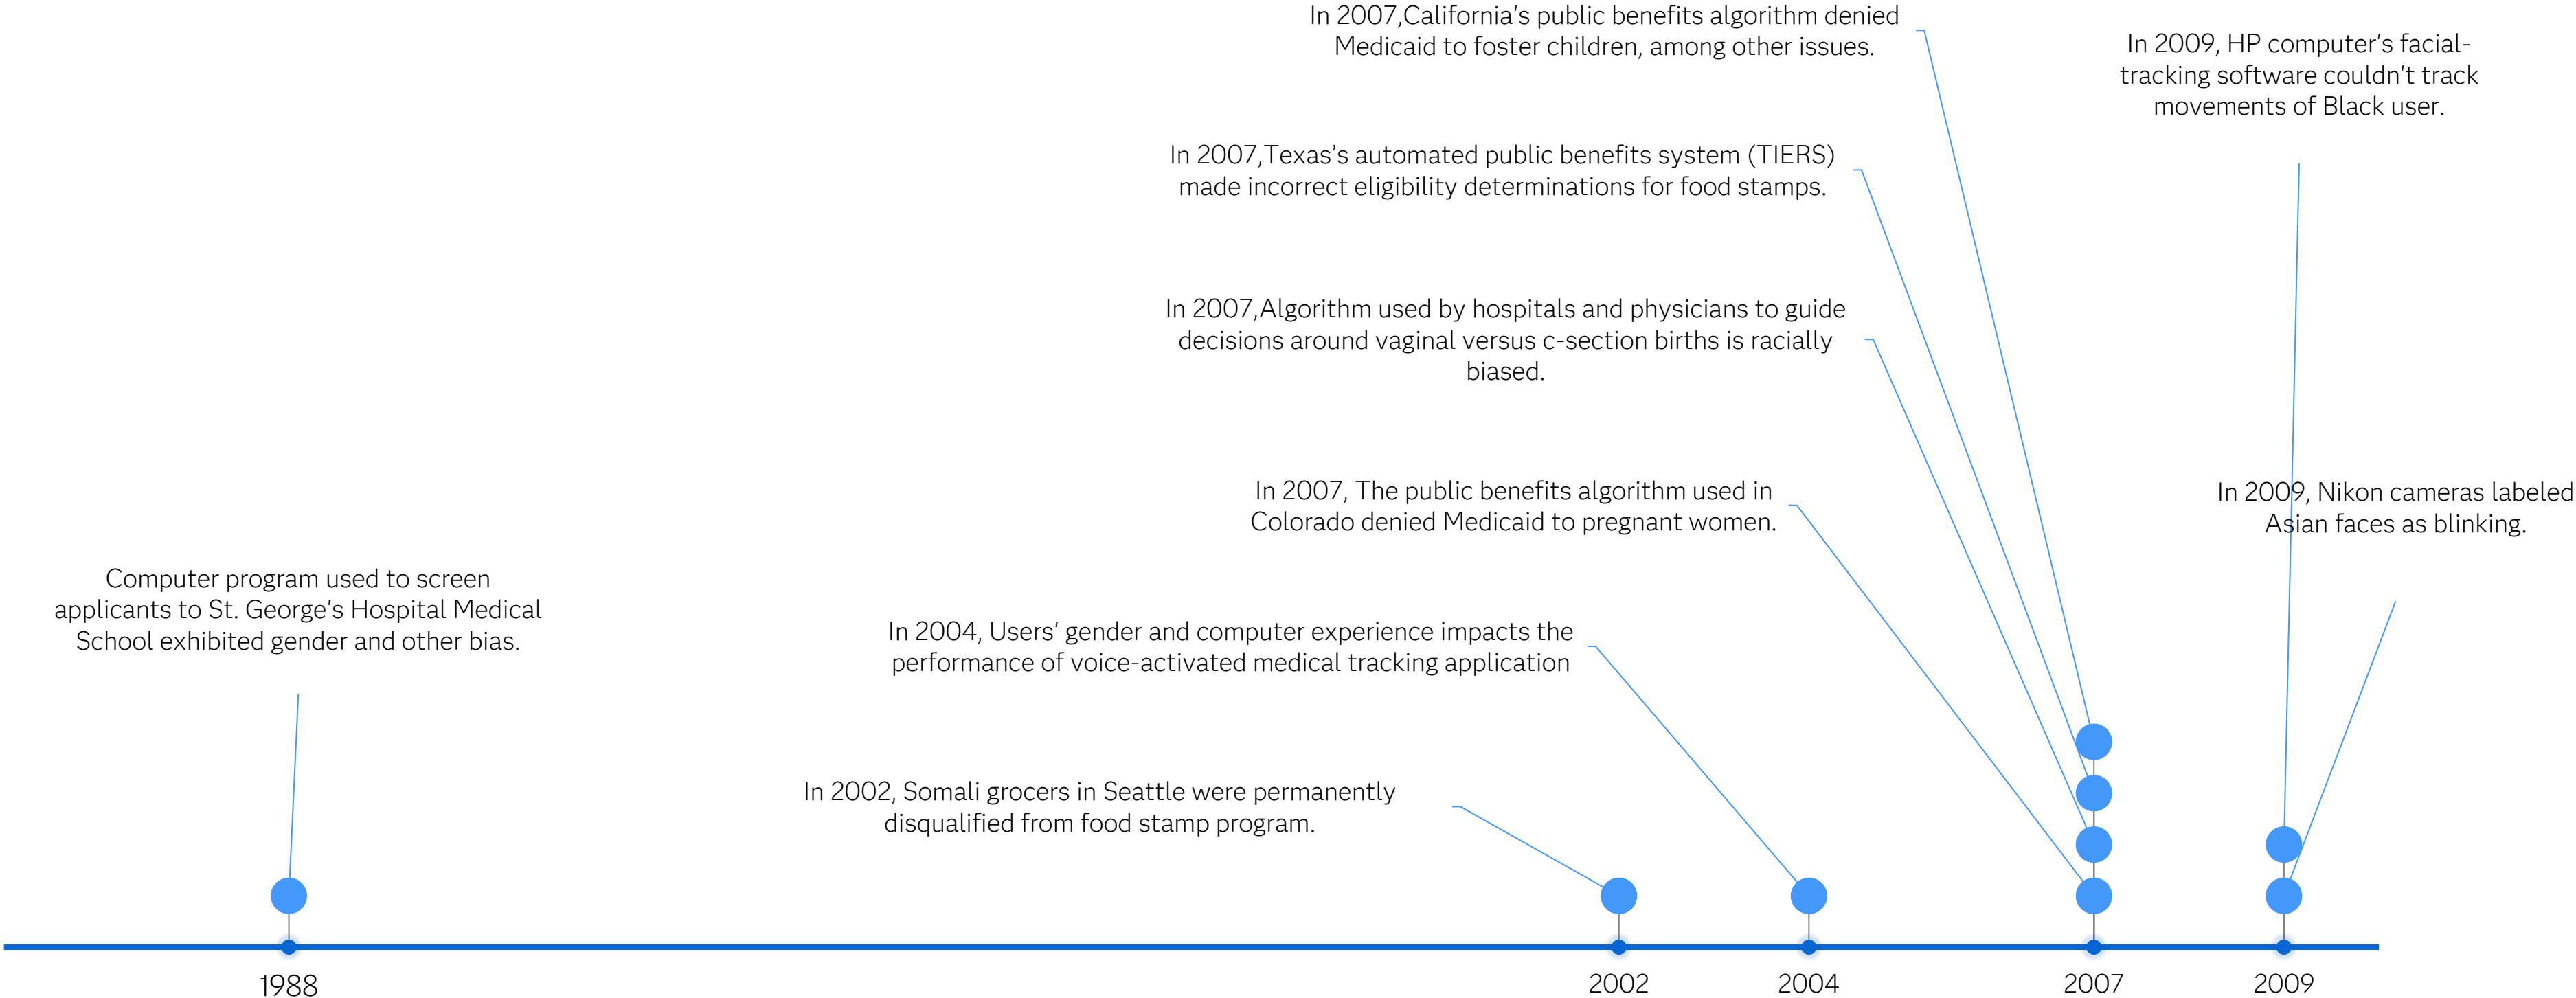 In 2007,California's public benefits algorithm denied
Medicaid to foster children, among other issues.
In 2009, HP computer's facial-
tracking software couldn't track
movements of Black user.
In 2007,Texas's automated public benefits system (TIERS)
made incorrect eligibility determinations for food stamps.
In 2007,Algorithm used by hospitals and physicians to guide
decisions around vaginal versus c-section births is racially
biased.
In 2007, The public benefits algorithm used in
Colorado denied Medicaid to pregnant women.
In 2009, Nikon cameras labeled
Asian faces as blinking.
Computer program used to screen
applicants to St. George's Hospital Medical
School exhibited gender and other bias.
In 2004, Users' gender and computer experience impacts the
performance of voice-activated medical tracking application
In 2002, Somali grocers in Seattle were permanently
disqualified from food stamp program.
1988
2002
2004
2007
2009